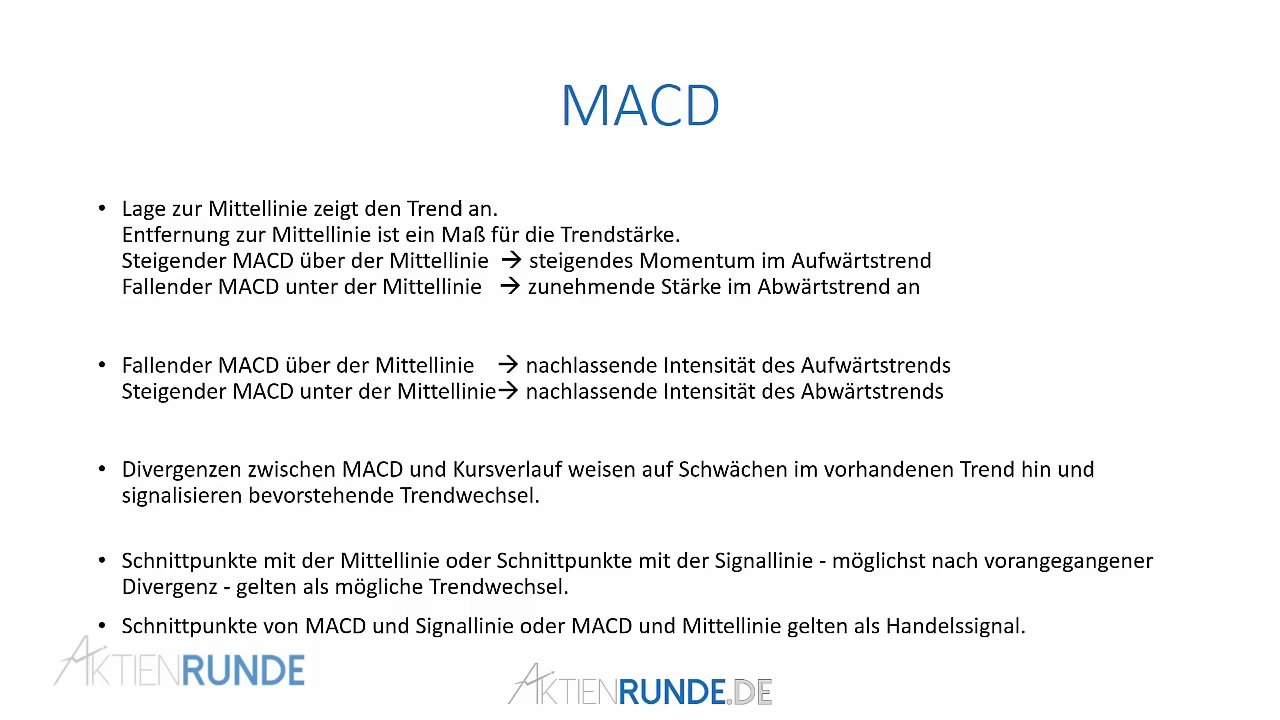 MACD
• Lage zur Mittellinie zeigt den Trend an.
Entfernung zur Mittellinie ist ein Maß für die Trendstärke.
Steigender MACD über der Mittellinie → steigendes Momentum im Aufwärtstrend
Fallender MACD unter der Mittellinie → zunehmende Stärke im Abwärtstrend an
• Fallender MACD über der Mittellinie → nachlassende Intensität des Aufwärtstrends
Steigender MACD unter der Mittellinie→ nachlassende Intensität des Abwärtstrends
• Divergenzen zwischen MACD und Kursverlauf weisen auf Schwächen im vorhandenen Trend hin und
signalisieren bevorstehende Trendwechsel.
• Schnittpunkte mit der Mittellinie oder Schnittpunkte mit der Signallinie - möglichst nach vorangegangener
Divergenz - gelten als mögliche Trendwechsel.
• Schnittpunkte von MACD und Signallinie oder MACD und Mittellinie gelten als Handelssignal.
AKTIENRUNDE
AKTIENRUNDE.DE